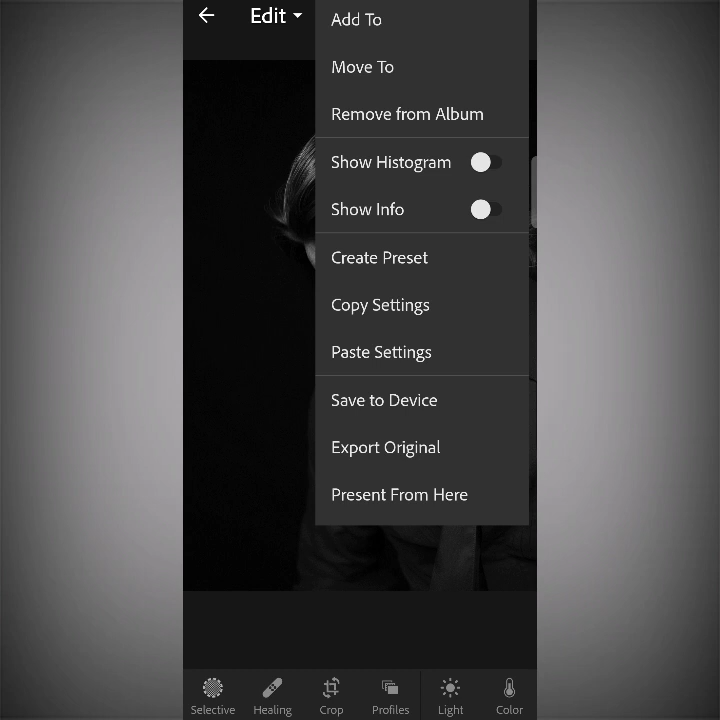 Edit
Add To
Move To
Remove from Album
Show Histogram
Show Info
Create Preset
Copy Settings
Paste Settings
Save to Device
Export Original
Present From Here
Selective Healing Crop Profiles Light Color